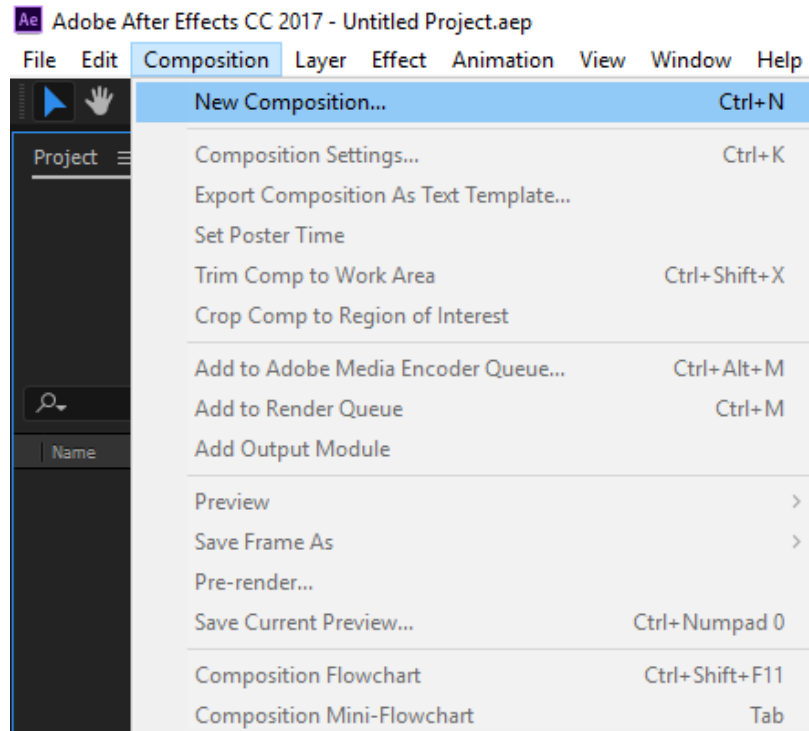 Ae Adobe After Effects CC 2017 - Untitled Project.aep
File Edit Composition Layer Effect Animation View Window Help
New Composition... Ctrl+N
Project
Composition Settings... Ctrl+K
Export Composition As Text Template...
Set Poster Time
Trim Comp to Work Area Ctrl+Shift+X
Crop Comp to Region of Interest
Add to Adobe Media Encoder Queue... Ctrl+Alt+M
Add to Render Queue Ctrl+M
Name
Add Output Module
Preview
Save Frame As
Pre-render...
Save Current Preview... Ctrl+Numpad 0
Composition Flowchart Ctrl+Shift+F11
Composition Mini-Flowchart Tab